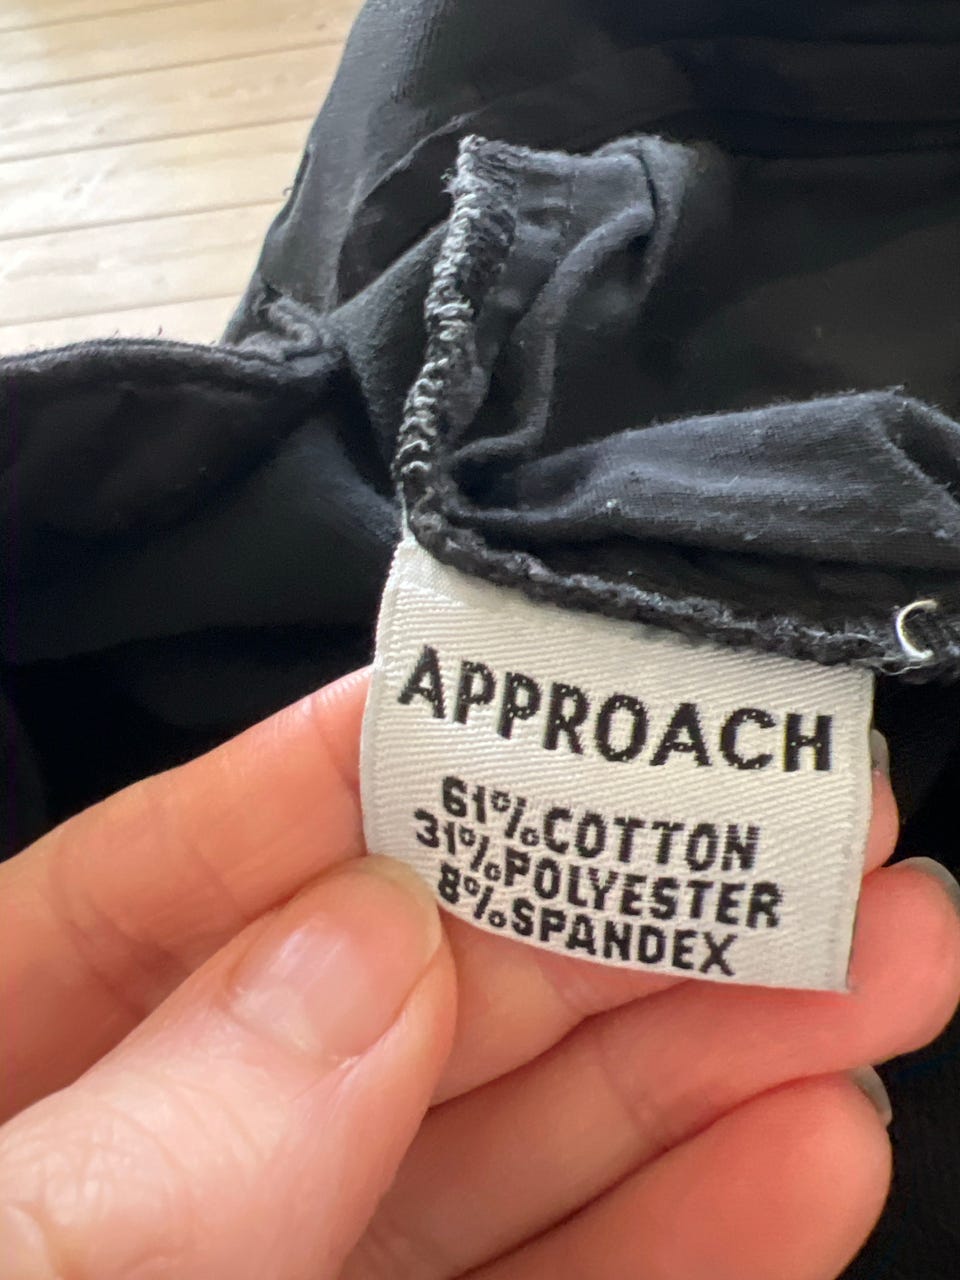 APPROACH
61%COTTON
31%POLYESTER
8%SPANDEX